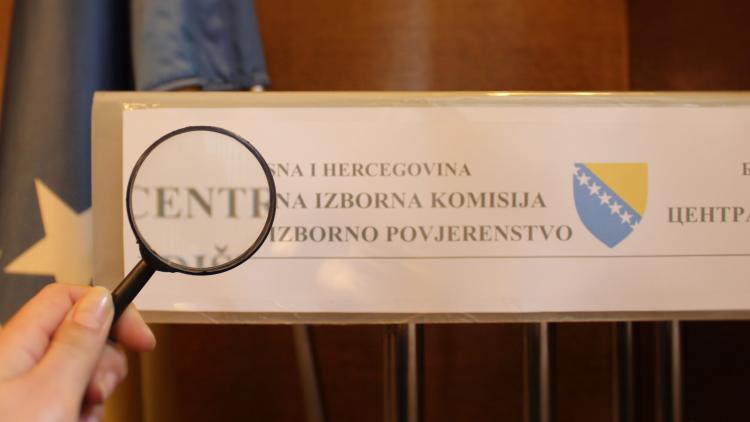 SNA I HERCEGOVINA
CENTR NA IZBORNA KOMISIJA
IZBORNO POVJERENSTVO
ЦЕНТРА